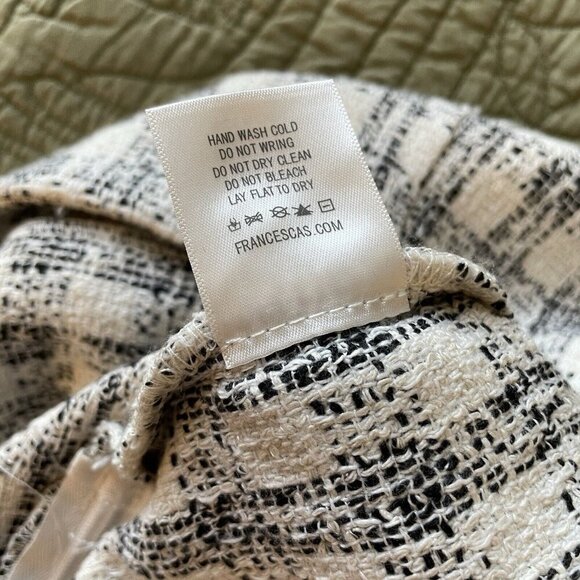 HAND WASH COLD
DO NOT WRING
DO NOT DRY CLEAN
DO NOT BLEACH
LAY FLAT TO DRY
FRANCESCAS.COM